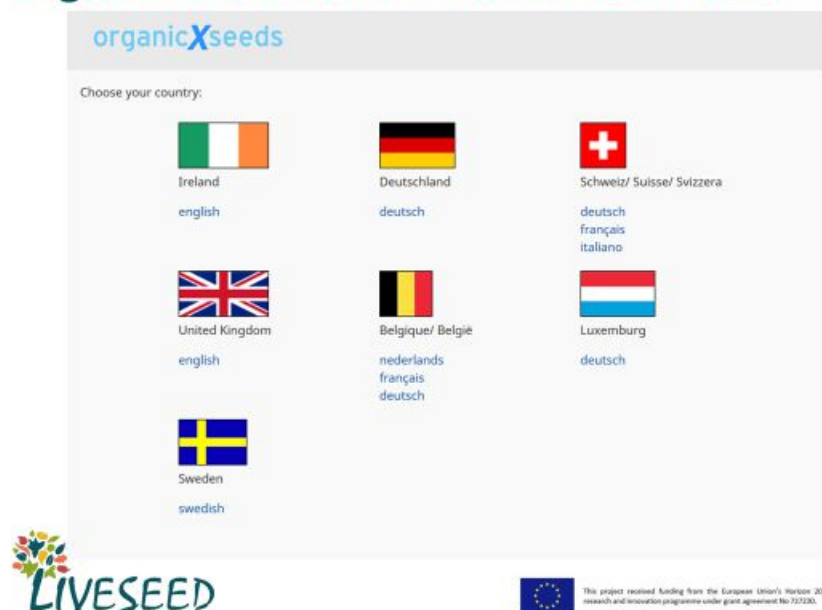 organicXseeds
Choose your country:
Ireland
english
Deutschland
deutsch
Schweiz/ Suisse/ Svizzera
deutsch
français
italiano
United Kingdom
english
Belgique/ België
nederlands
français
deutsch
Luxemburg
deutsch
Sweden
swedish
LIVESEED
This project received funding from the European Union's Horizon 20
research and innovation programme under grant agreement No 727230.